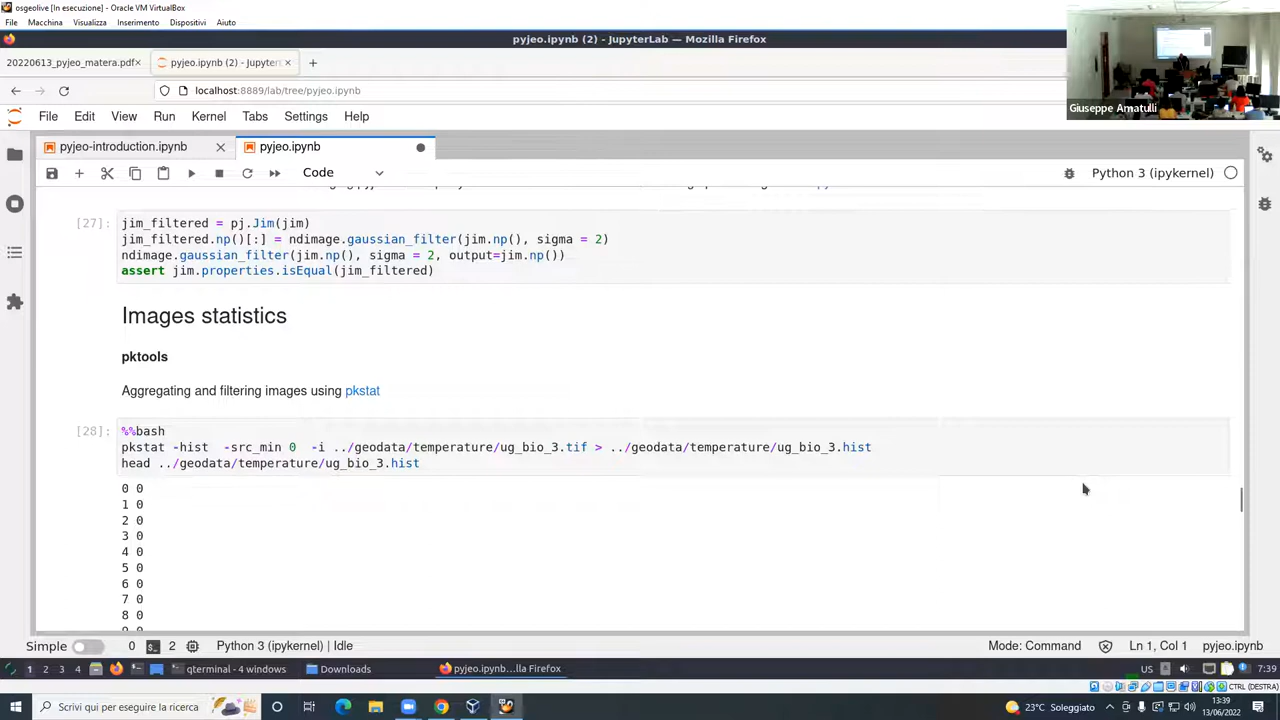 osgeolive [In esecuzione] - Oracle VM VirtualBox
File Macchina Visualizza Inserimento Dispositivi Aiuto
pyjeo.ipynb (2) - JupyterLab — Mozilla Firefox
20220613_pyjeo_matera.pdf ×
pyjeo.ipynb (2) - Jupyter ×
localhost:8889/lab/tree/pyjeo.ipynb
Giuseppe Amatulli
File Edit View Run Kernel Tabs Settings Help
pyjeo-introduction.ipynb
pyjeo.ipynb
Code
Python 3 (ipykernel)
[27]:
jim_filtered = pj.Jim(jim)
jim_filtered.np()[:] = ndimage.gaussian_filter(jim.np(), sigma = 2)
ndimage.gaussian_filter(jim.np(), sigma = 2, output=jim.np())
assert jim.properties.isEqual(jim_filtered)
Images statistics
pktools
Aggregating and filtering images using pkstat
[28]:
%%bash
pkstat -hist  -src_min 0  -i ../geodata/temperature/ug_bio_3.tif > ../geodata/temperature/ug_bio_3.hist
head ../geodata/temperature/ug_bio_3.hist
0 0
1 0
2 0
3 0
4 0
5 0
6 0
7 0
8 0
Simple 0 2 Python 3 (ipykernel) | Idle Mode: Command Ln 1, Col 1 pyjeo.ipynb
1 2 3 4 qterminal - 4 windows Downloads pyjeo.ipynb...lla Firefox US 7:39
CTRL (DESTRA)
Scrivi qui per eseguire la ricerca
23°C Soleggiato
13:39
13/06/2022